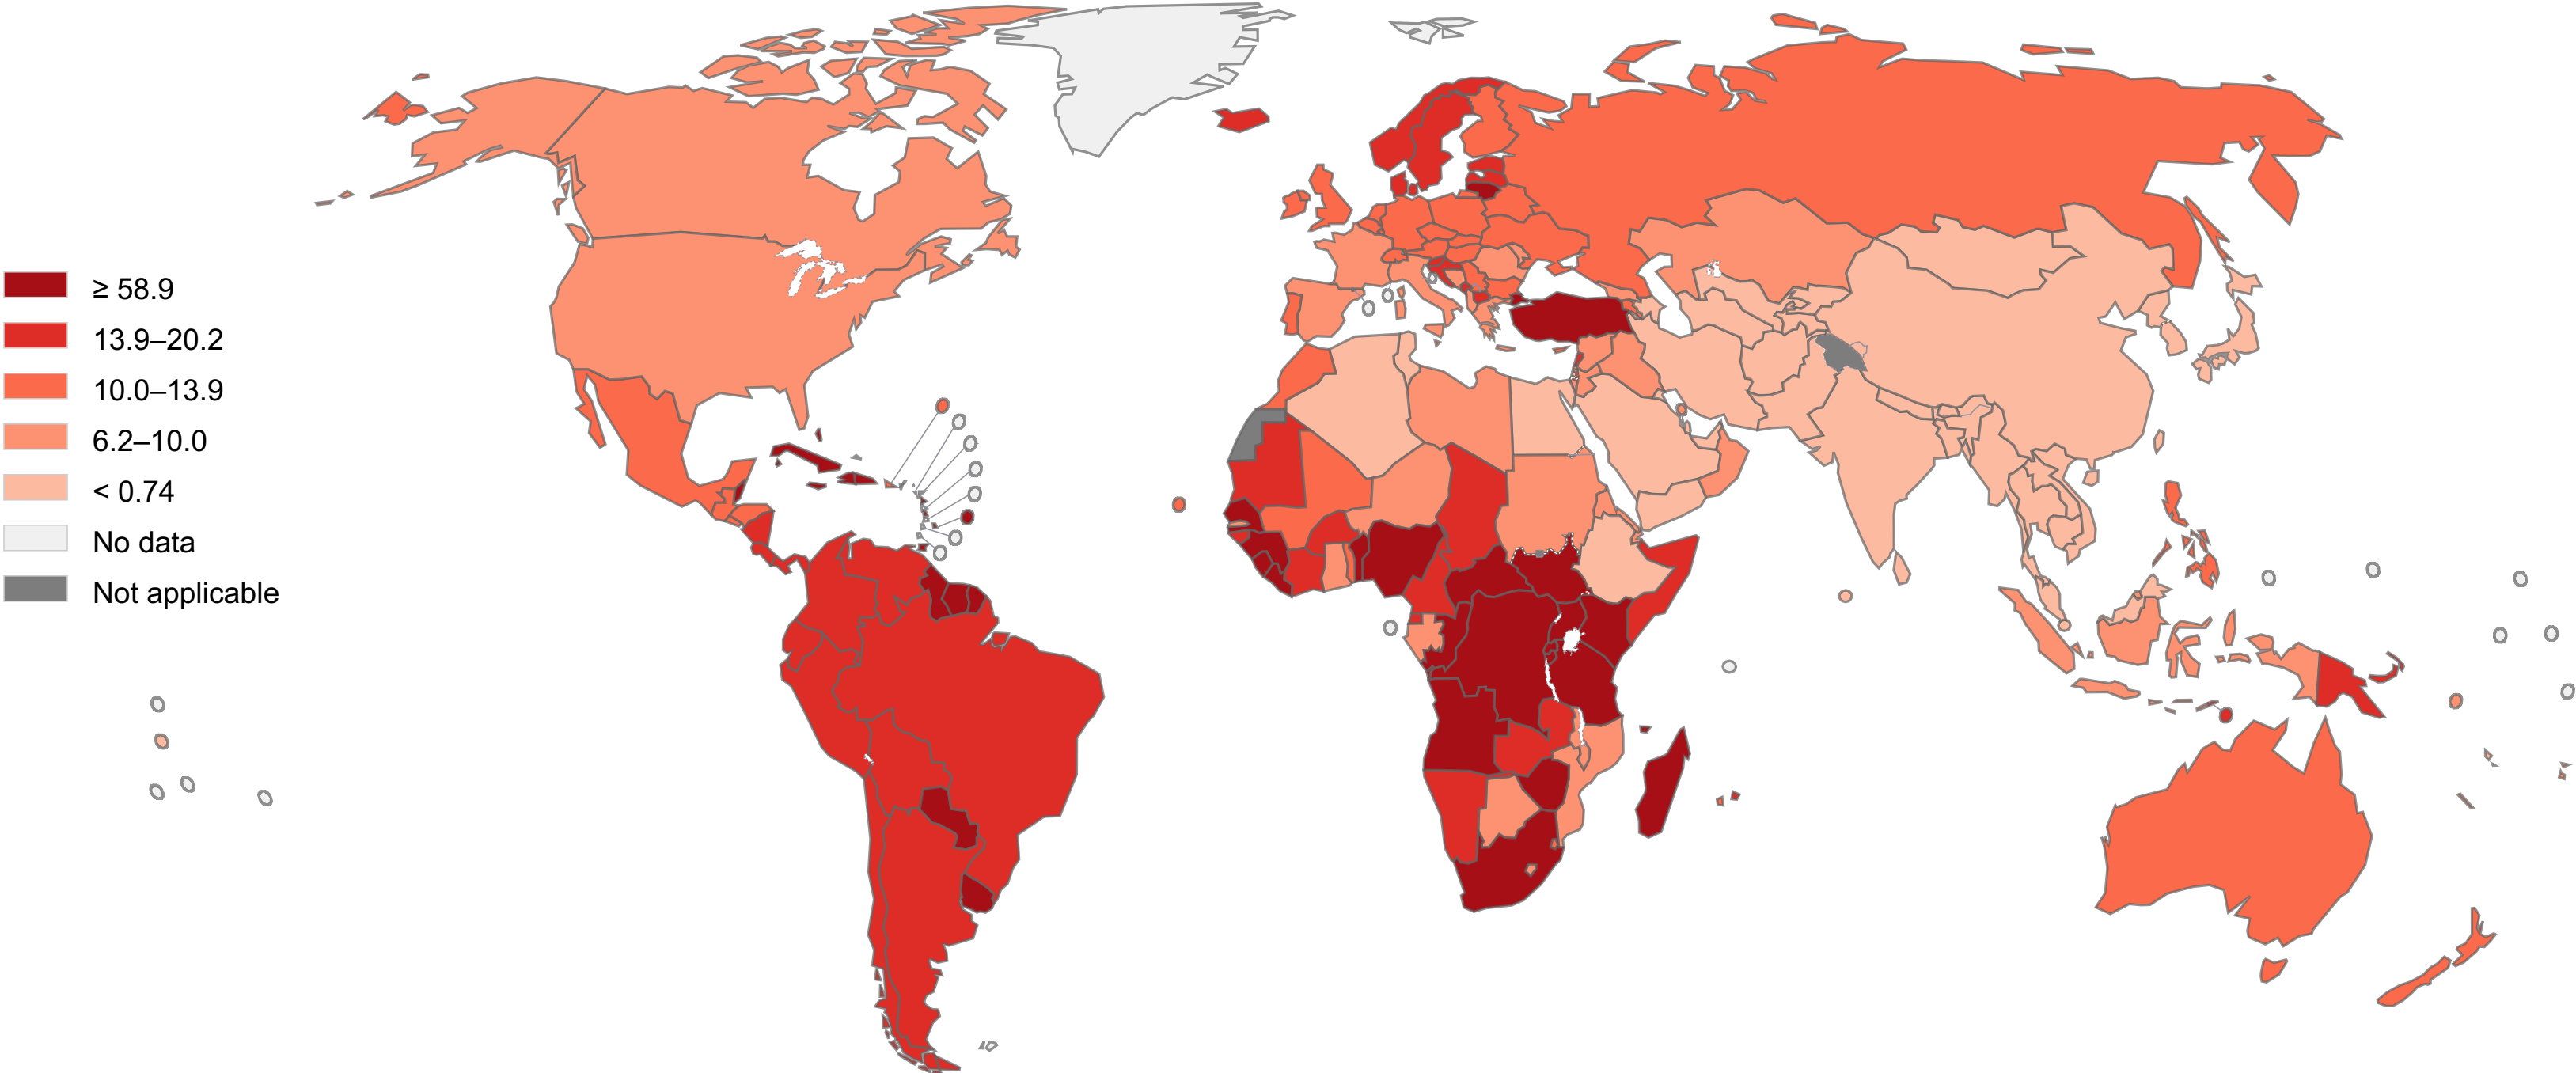 ≥ 58.9
13.9–20.2
10.0–13.9
6.2–10.0
< 0.74
No data
Not applicable